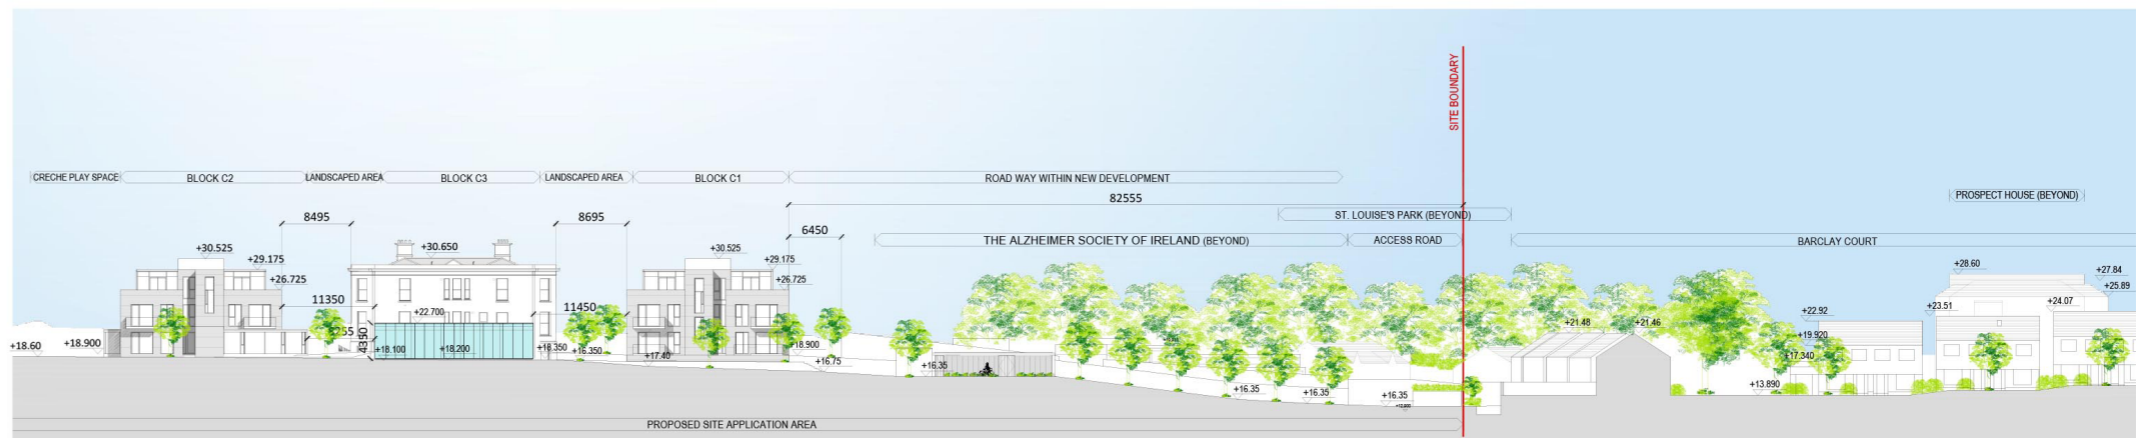 SITE BOUNDARY
CRECHE PLAY SPACE
BLOCK C2
LANDSCAPED AREA
BLOCK C3
LANDSCAPED AREA
BLOCK C1
ROAD WAY WITHIN NEW DEVELOPMENT
PROSPECT HOUSE (BEYOND)
82555
8495
8695
ST. LOUISE'S PARK (BEYOND)
6450
THE ALZHEIMER SOCIETY OF IRELAND (BEYOND)
ACCESS ROAD
BARCLAY COURT
+30.525
+30.650
+30.525
+29.175
+29.175
+28.60
+27.84
+26.725
+26.725
+25.89
11350
11450
+22.700
+23.51
+24.07
+22.92
+21.48
+21.46
+19.920
+18.60
+18.900
4350
+18.100
+18.200
+18.350
+16.350
+17.40
+18.900
+16.75
+16.35
+17.340
+16.35
+16.35
+16.35
+13.890
PROPOSED SITE APPLICATION AREA